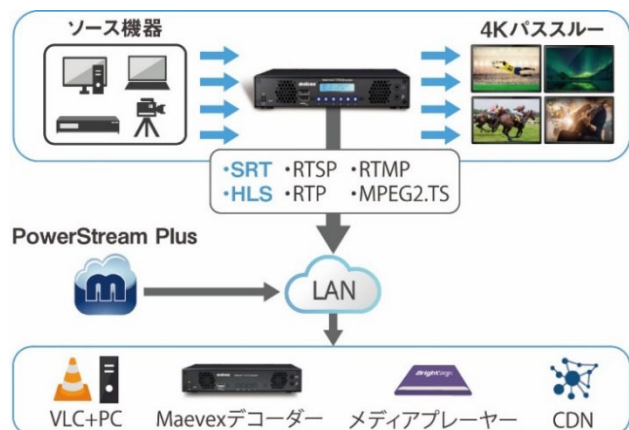 ソース機器
4Kパススルー
maevex
・SRT ・RTSP ・RTMP
・HLS ・RTP ・MPEG2.TS
PowerStream Plus
m
LAN
BrightSign
VLC+PC
Maevexデコーダー
メディアプレーヤー
CDN